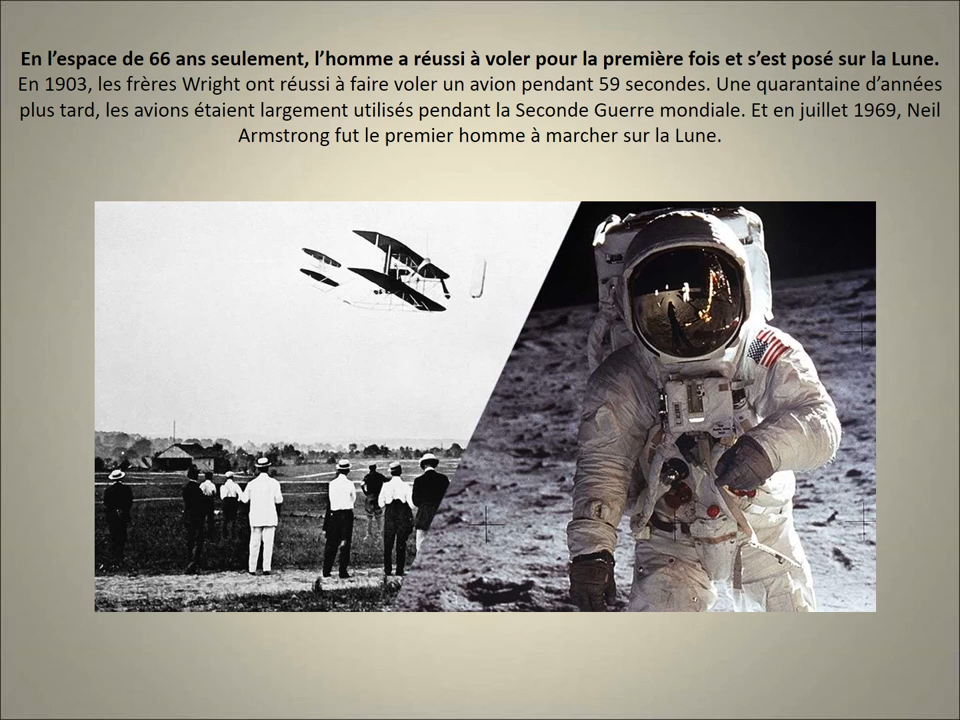 En l’espace de 66 ans seulement, l’homme a réussi à voler pour la première fois et s’est posé sur la Lune.
En 1903, les frères Wright ont réussi à faire voler un avion pendant 59 secondes. Une quarantaine d’années
plus tard, les avions étaient largement utilisés pendant la Seconde Guerre mondiale. Et en juillet 1969, Neil
Armstrong fut le premier homme à marcher sur la Lune.